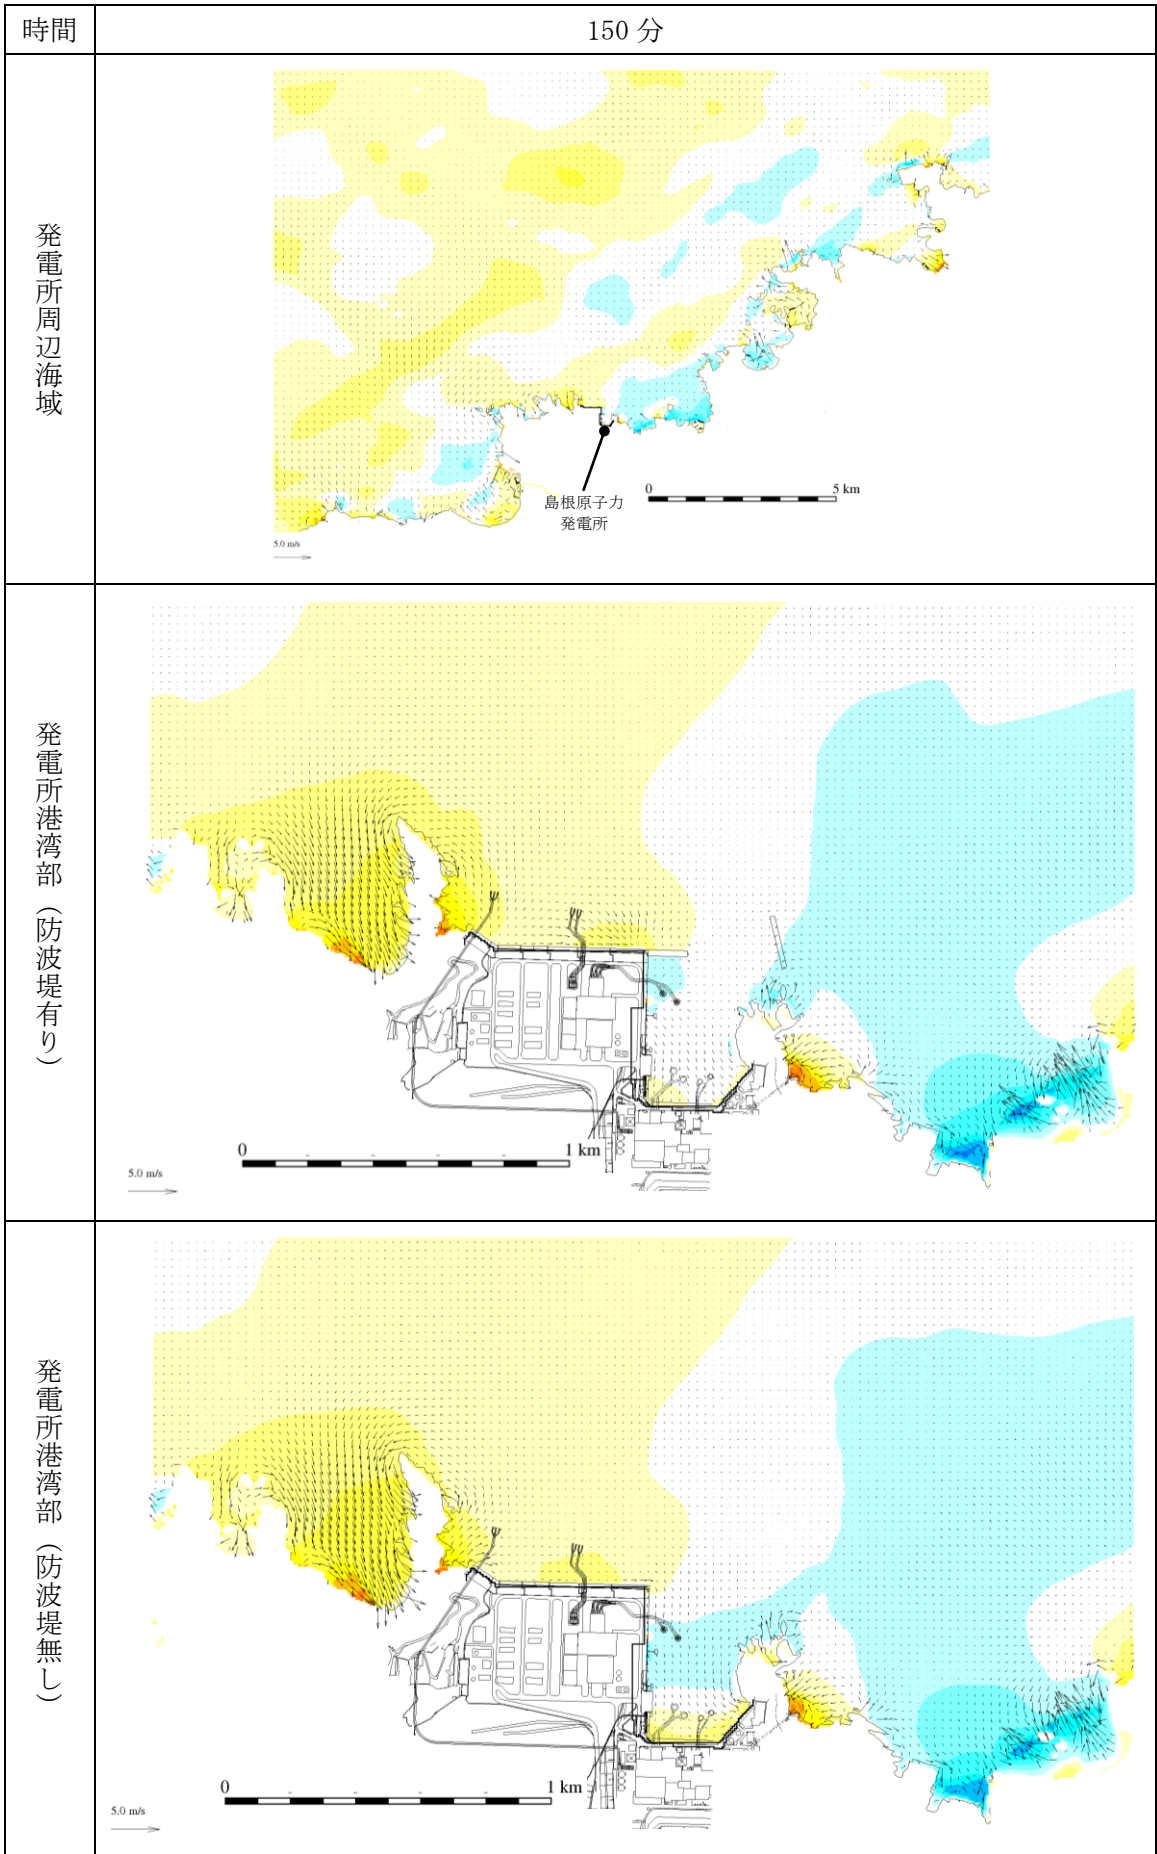 時間
150 分
発電所周辺海域
島根原子力
発電所
0
5 km
5.0 m/s
発電所港湾部（防波堤有り）
0
1 km
5.0 m/s
発電所港湾部（防波堤無し）
0
1 km
5.0 m/s